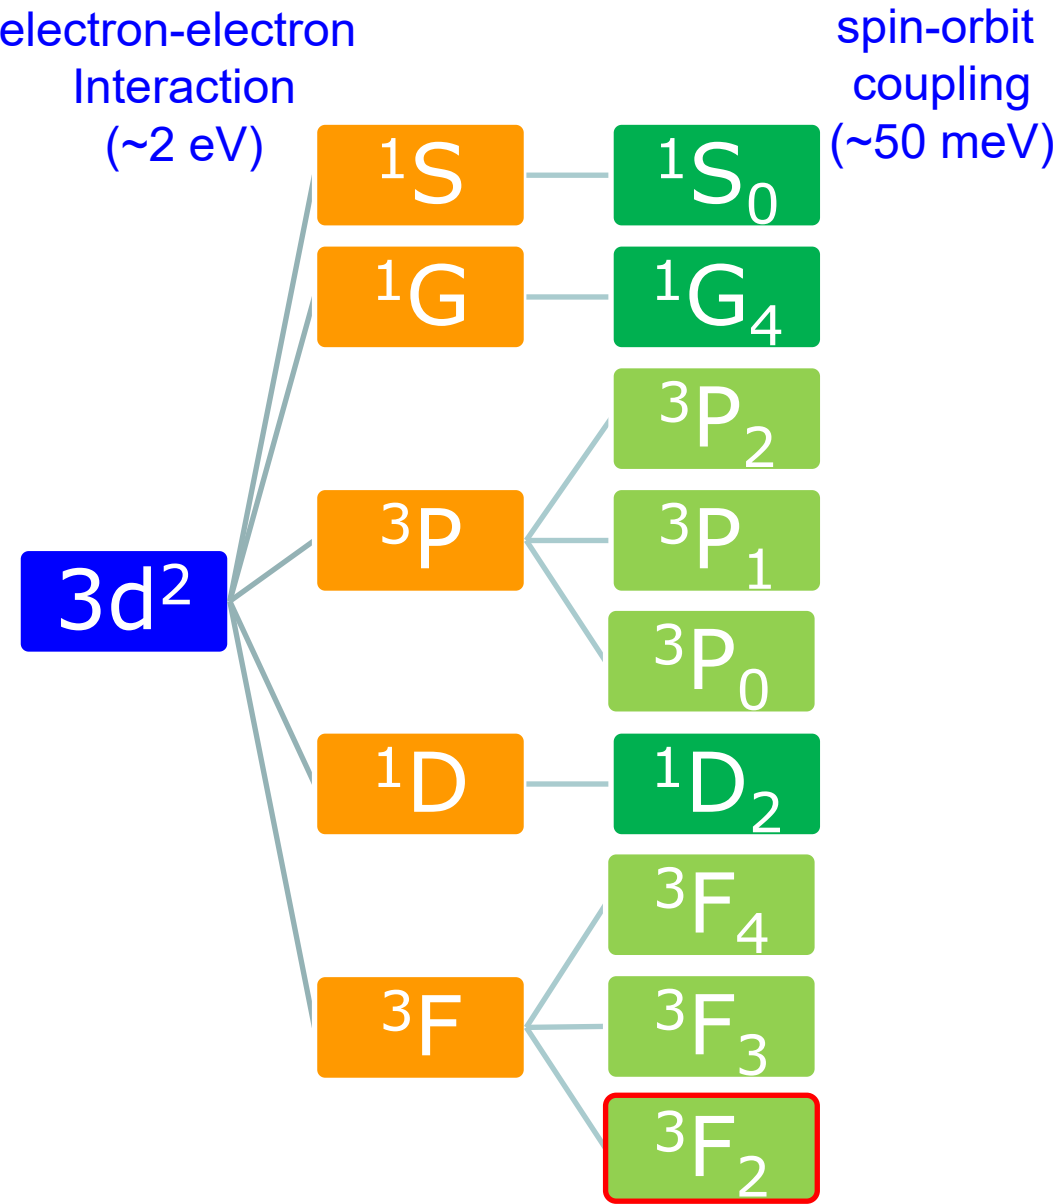 electron-electron
Interaction
(~2 eV)
spin-orbit
coupling
(~50 meV)
3d²
¹S
¹G
³P
¹D
³F
¹S₀
¹G₄
³P₂
³P₁
³P₀
¹D₂
³F₄
³F₃
³F₂